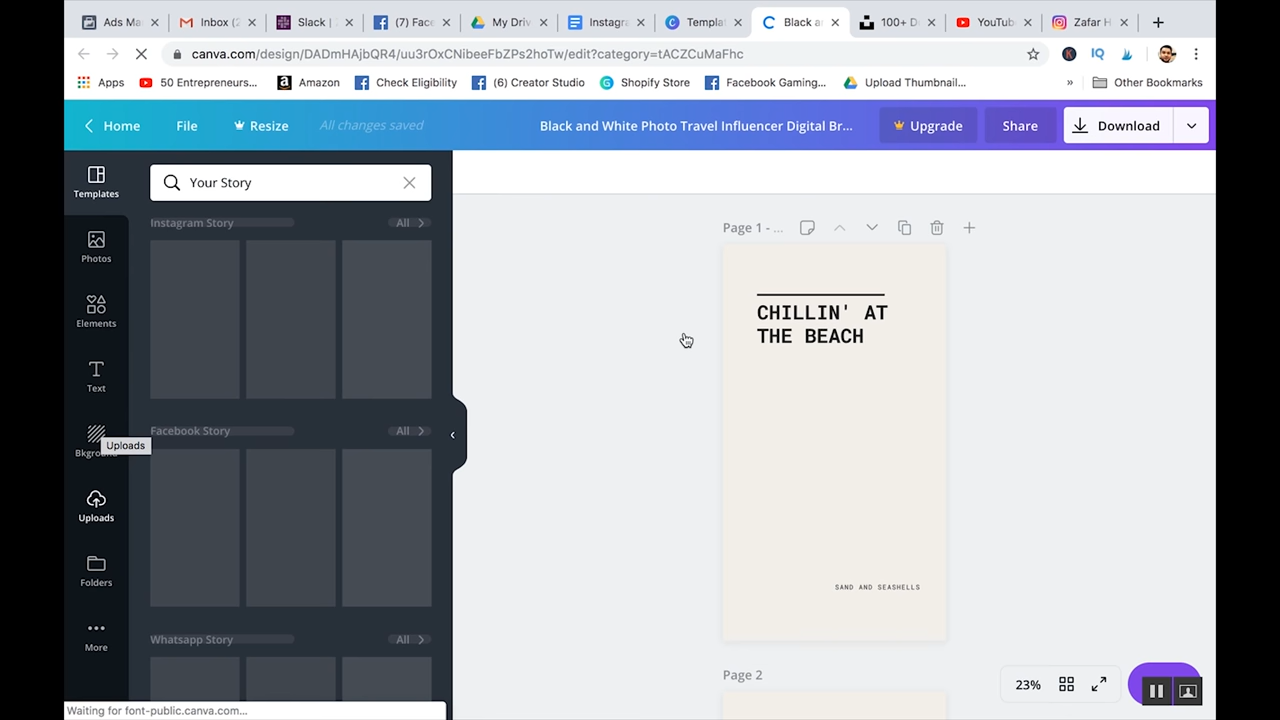 Ads Ma
Inbox (2
Slack |
(7) Face
My Driv
Instagr
Templat
Black a
100+ D
YouTub
Zafar H
canva.com/design/DADmHAjbQR4/uu3rOxCNibeeFbZPs2hoTw/edit?category=tACZCuMaFhc
IQ
Apps
50 Entrepreneurs...
Amazon
Check Eligibility
(6) Creator Studio
Shopify Store
Facebook Gaming...
Upload Thumbnail...
»
Other Bookmarks
Home
File
Resize
All changes saved
Black and White Photo Travel Influencer Digital Br...
Upgrade
Share
Download
Templates
Your Story
Photos
Elements
Text
Bkground
Uploads
Uploads
Folders
More
Instagram Story
All
Facebook Story
All
Whatsapp Story
All
Page 1 - ...
CHILLIN' AT
THE BEACH
SAND AND SEASHELLS
Page 2
23%
Waiting for font-public.canva.com...